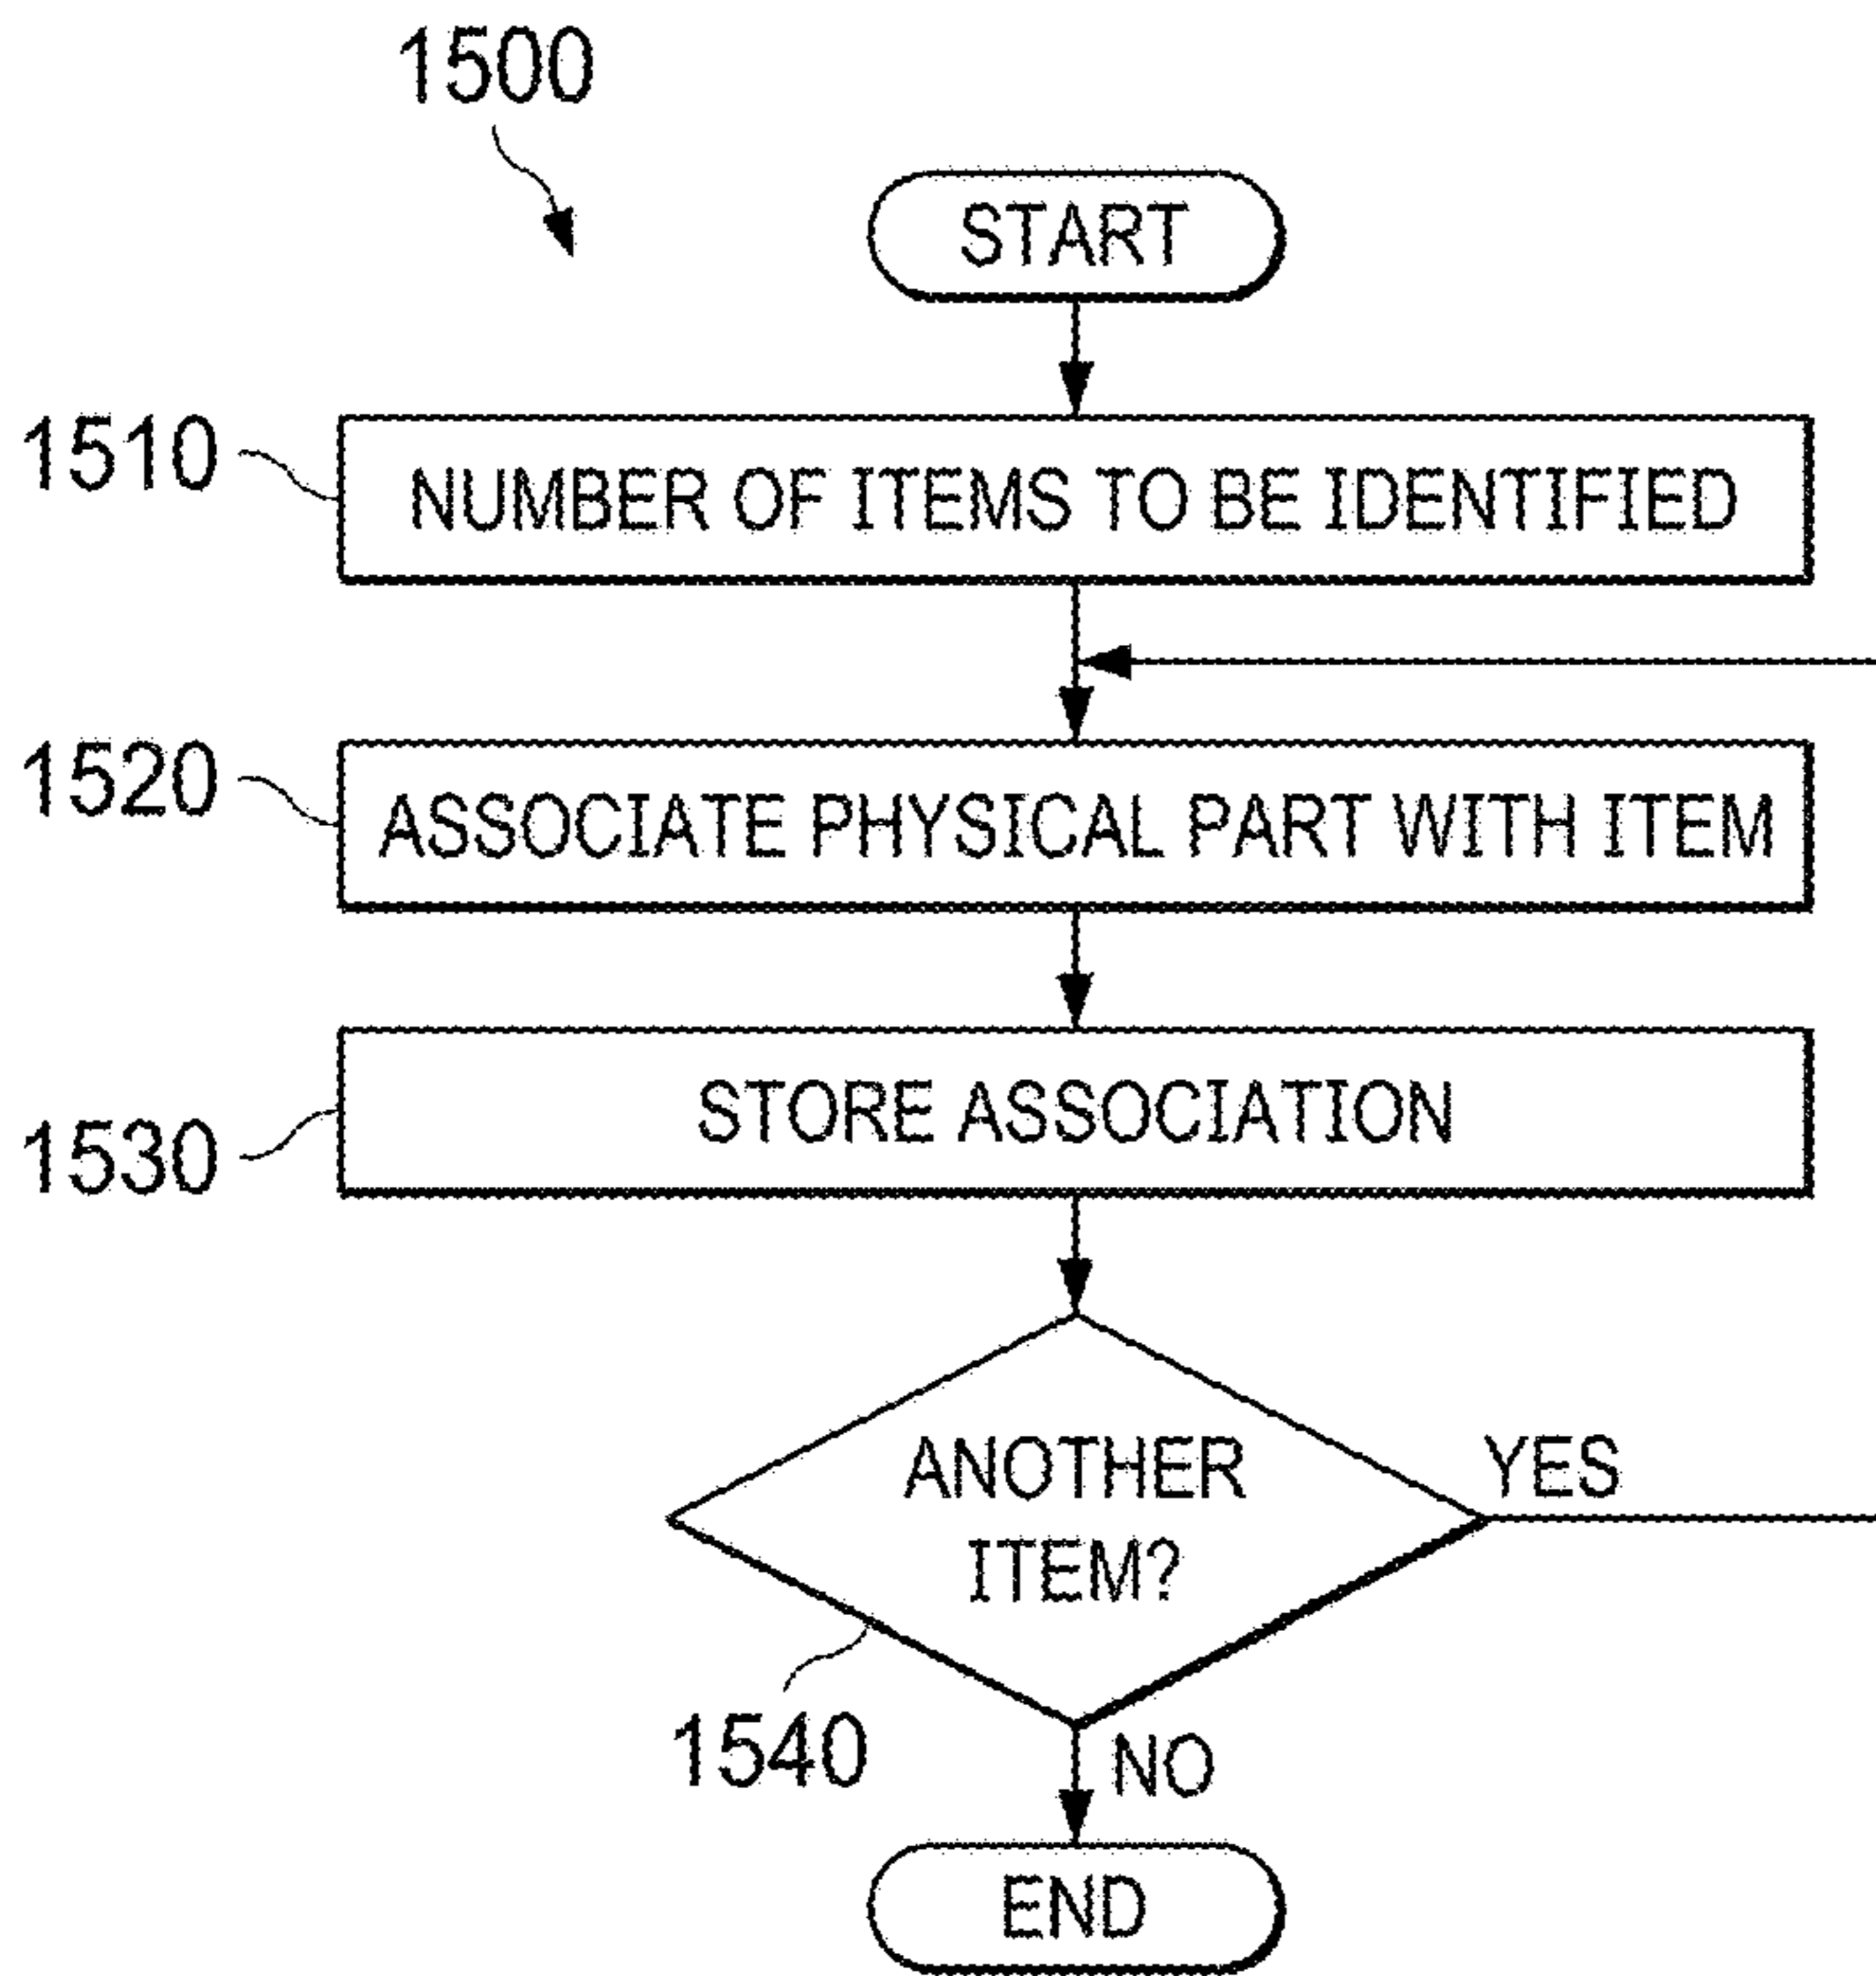 1500
START
1510
NUMBER OF ITEMS TO BE IDENTIFIED
1520
ASSOCIATE PHYSICAL PART WITH ITEM
STORE ASSOCIATION
1530
ANOTHER
ITEM?
YES
1540
NO
END